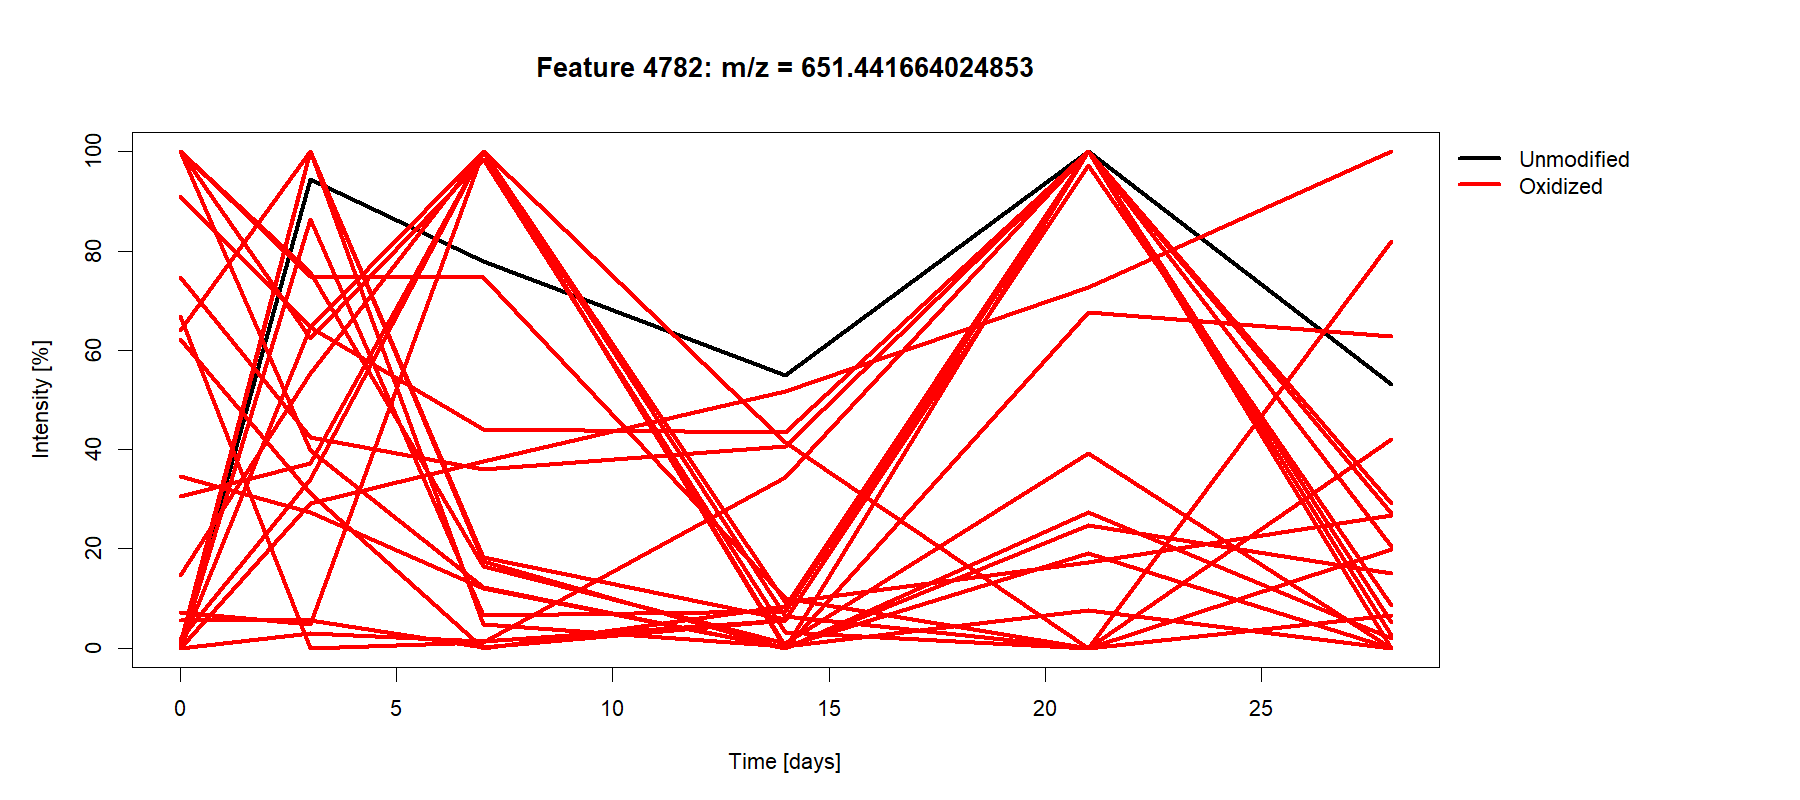 Feature 4782: m/z = 651.441664024853
Unmodified
Oxidized
Intensity [%]
100
80
60
40
20
0
0 5 10 15 20 25
Time [days]